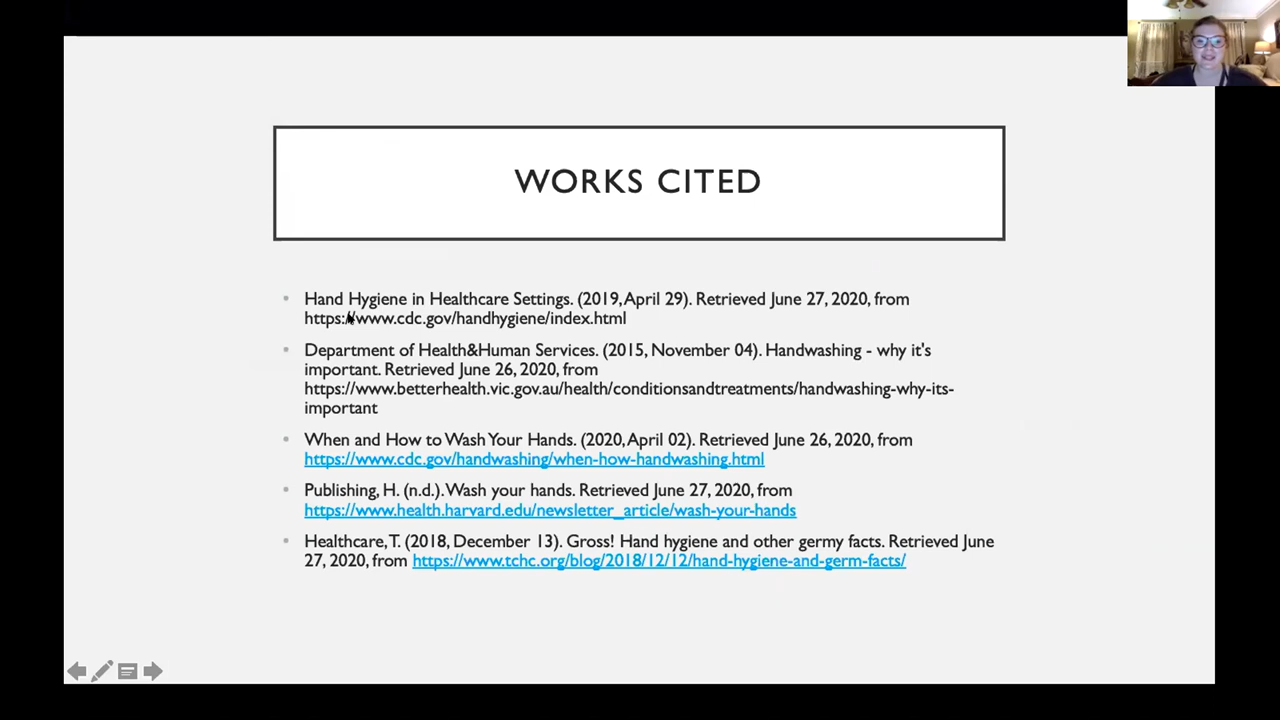 WORKS CITED
• Hand Hygiene in Healthcare Settings. (2019, April 29). Retrieved June 27, 2020, from
https://www.cdc.gov/handhygiene/index.html
• Department of Health&Human Services. (2015, November 04). Handwashing - why it's
important. Retrieved June 26, 2020, from
https://www.betterhealth.vic.gov.au/health/conditionsandtreatments/handwashing-why-its-
important
• When and How to Wash Your Hands. (2020, April 02). Retrieved June 26, 2020, from
https://www.cdc.gov/handwashing/when-how-handwashing.html
• Publishing, H. (n.d.). Wash your hands. Retrieved June 27, 2020, from
https://www.health.harvard.edu/newsletter_article/wash-your-hands
• Healthcare, T. (2018, December 13). Gross! Hand hygiene and other germy facts. Retrieved June
27, 2020, from https://www.tchc.org/blog/2018/12/12/hand-hygiene-and-germ-facts/